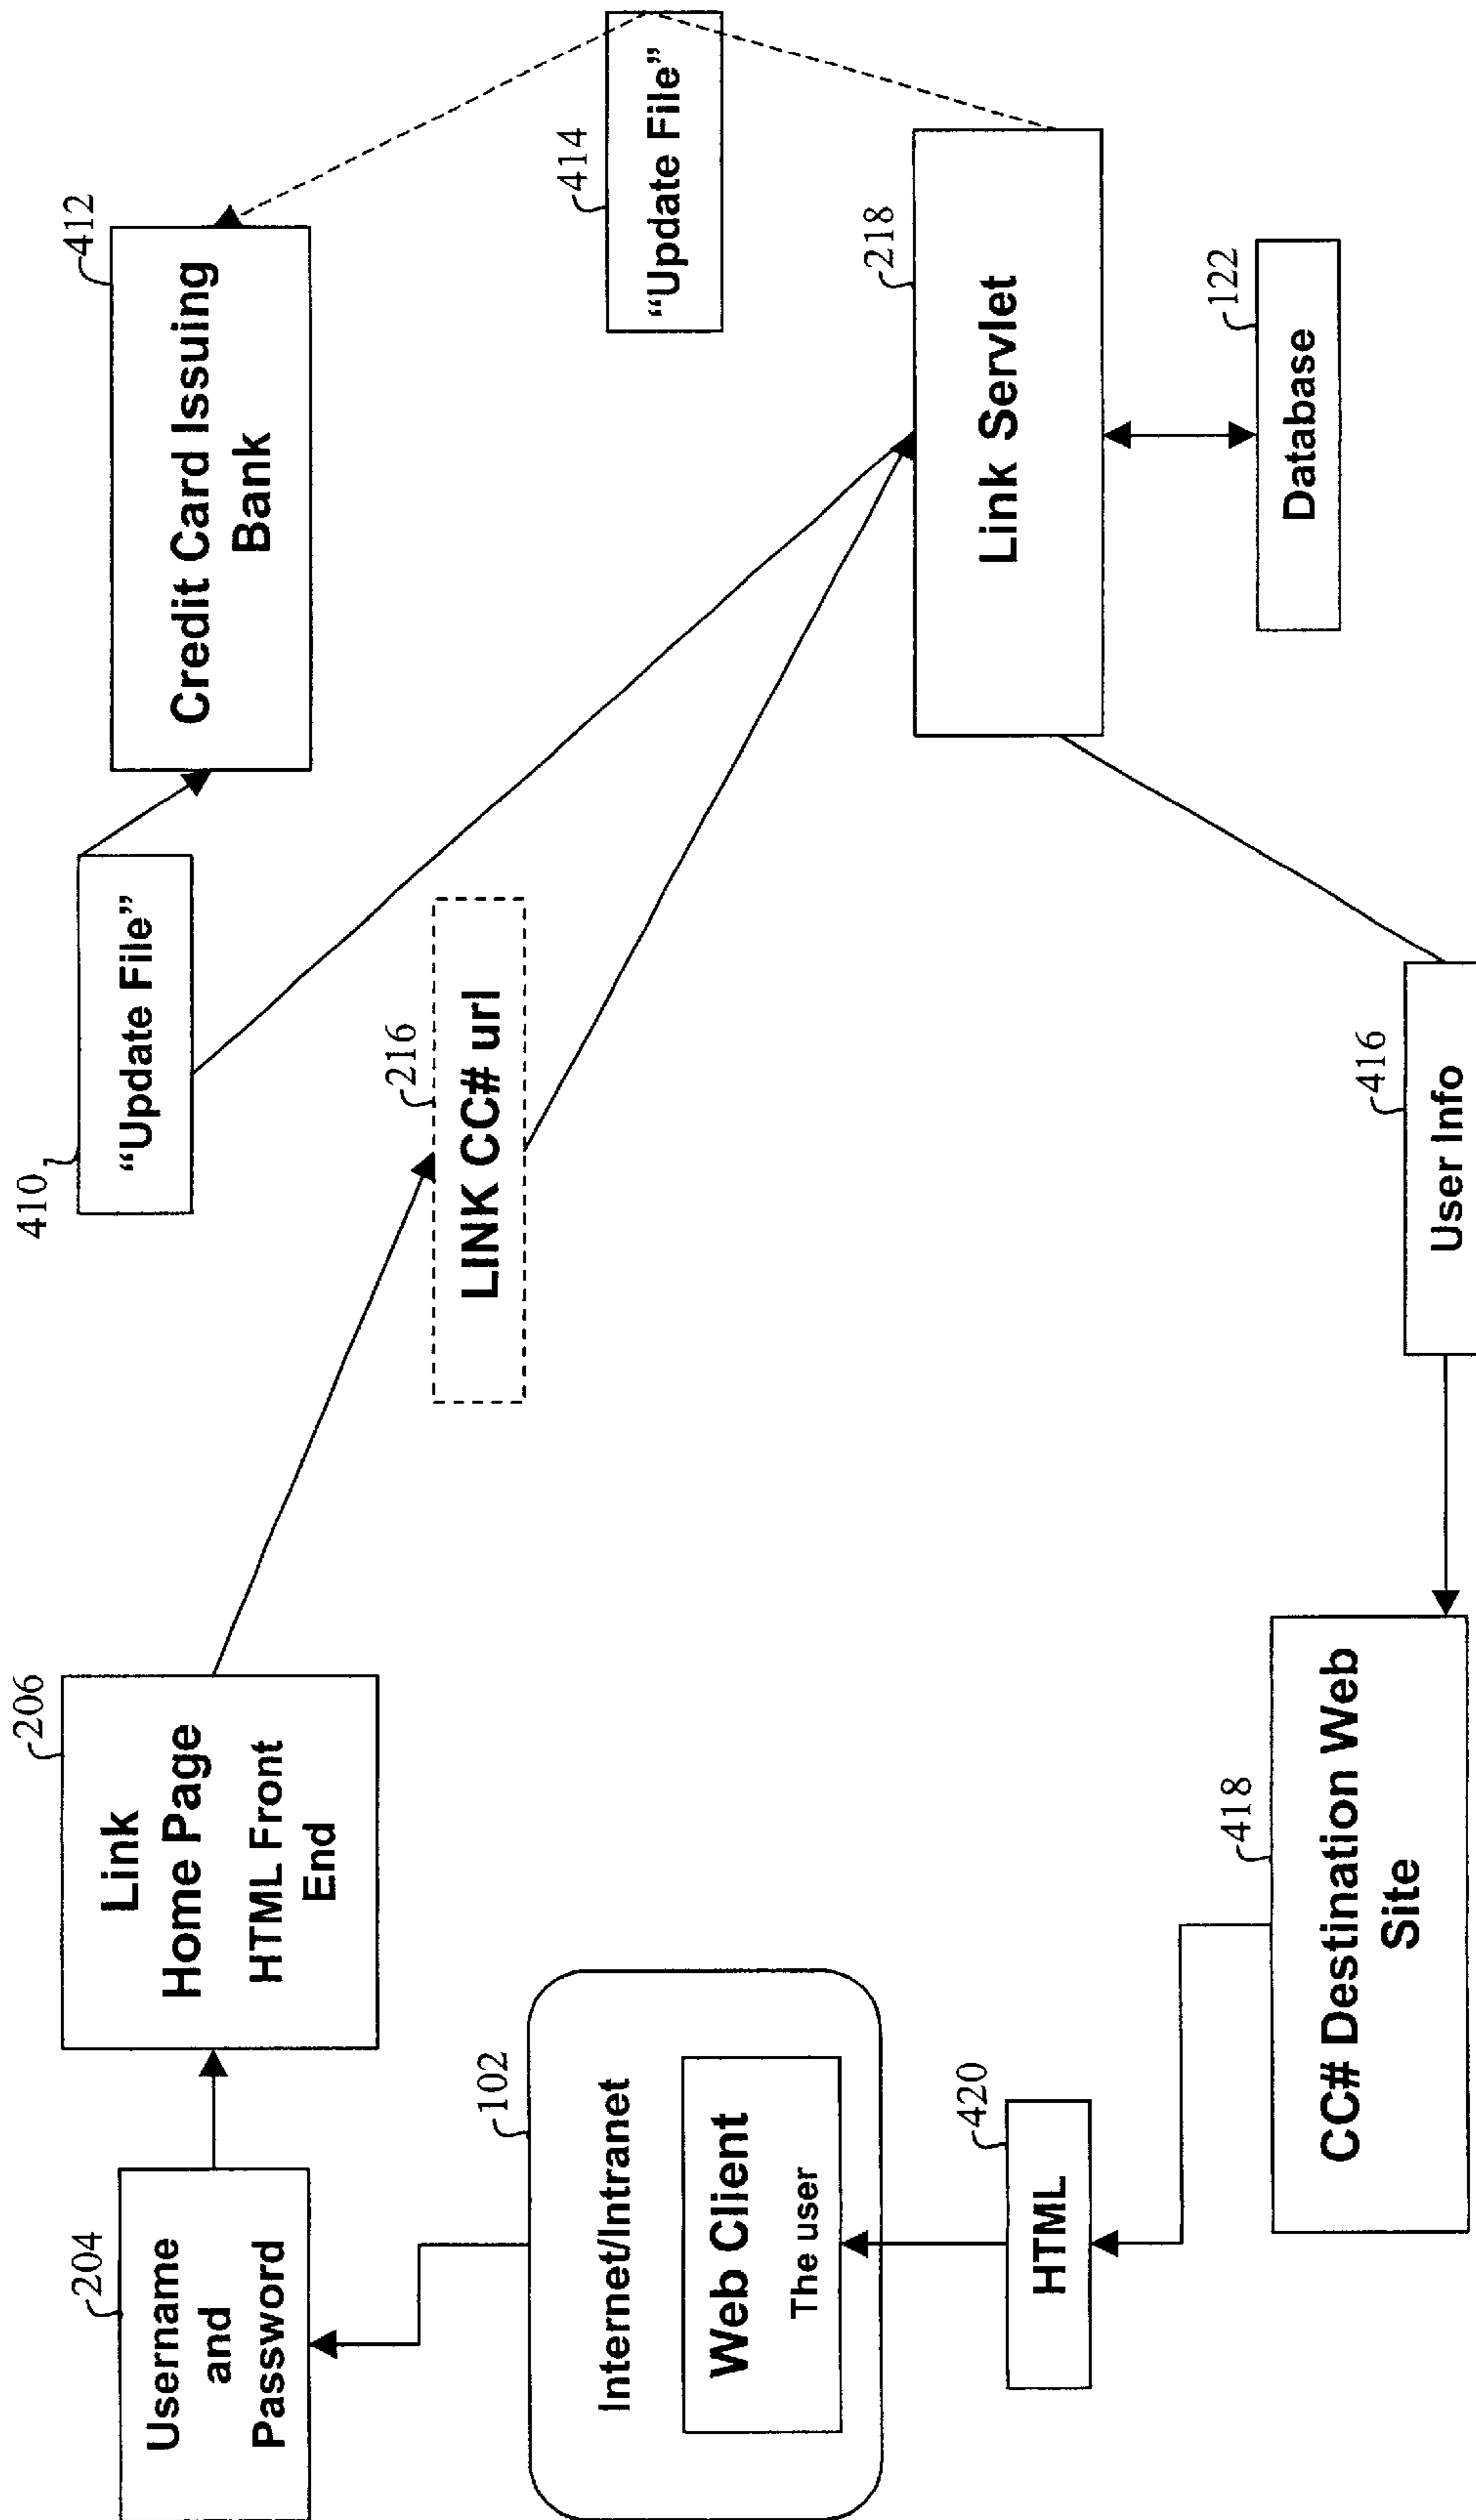 204
Username
and
Password
206
Link
Home Page
HTML Front
End
410
“Update File”
412
Credit Card Issuing
Bank
102
Internet/Intranet
Web Client
The user
216
LINK CC# url
414
“Update File”
218
Link Servlet
420
HTML
122
Database
418
CC# Destination Web
Site
416
User Info